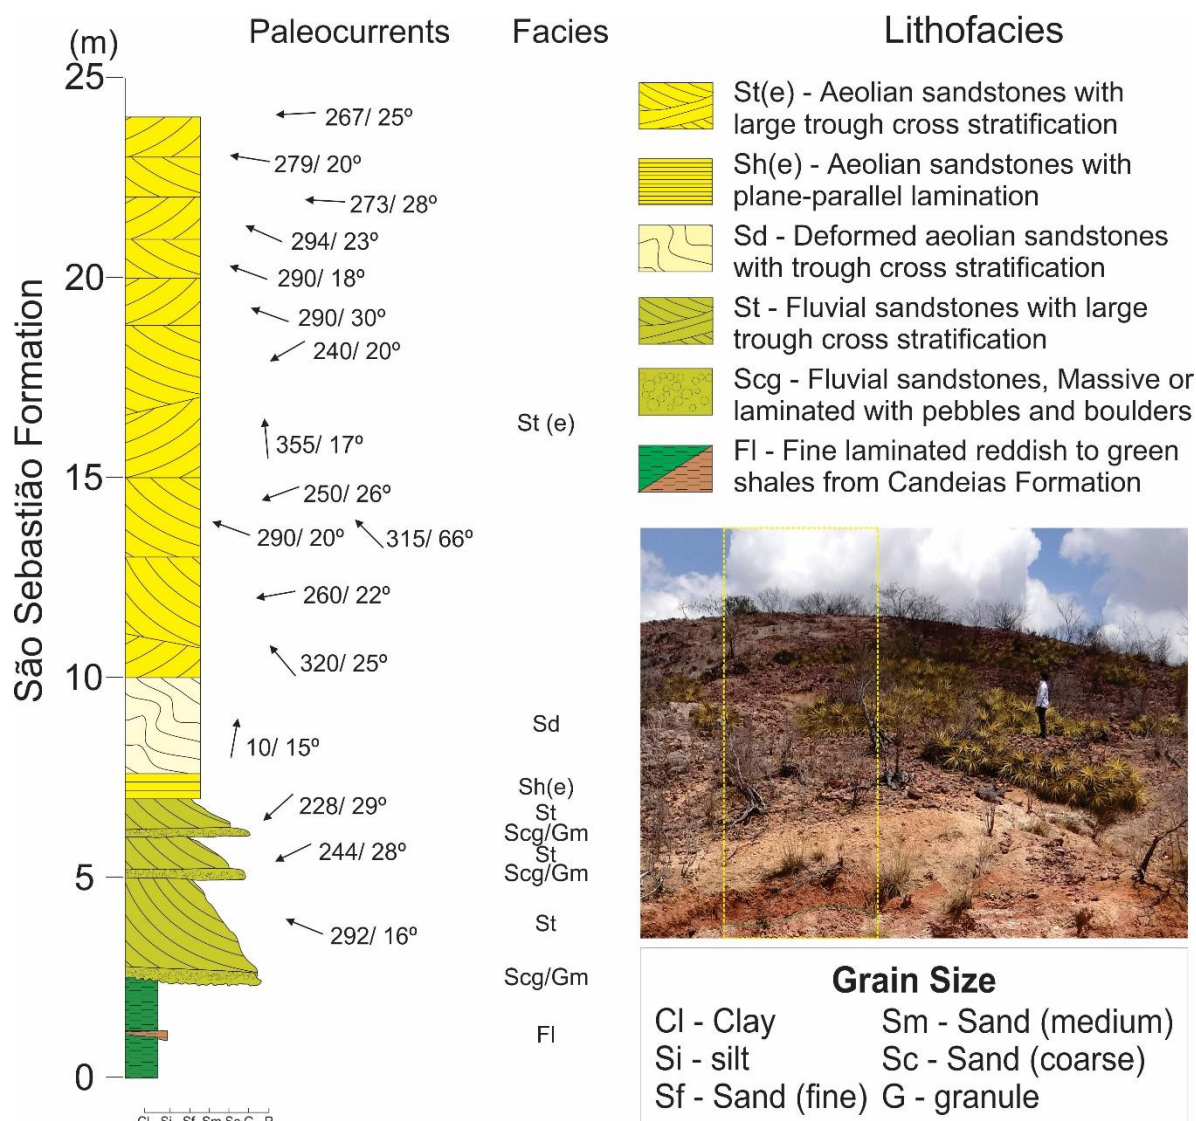 Paleocurrents
Facies
Lithofacies
(m)
25
20
15
10
5
0
São Sebastião Formation
267/ 25º
279/ 20º
273/ 28º
294/ 23º
290/ 18º
290/ 30º
240/ 20º
355/ 17º
250/ 26º
290/ 20º
315/ 66º
260/ 22º
320/ 25º
10/ 15º
228/ 29º
244/ 28º
292/ 16º
St (e)
Sd
Sh(e)
St
Scg/Gm
St
Scg/Gm
St
Scg/Gm
Fl
St(e) - Aeolian sandstones with
large trough cross stratification
Sh(e) - Aeolian sandstones with
plane-parallel lamination
Sd - Deformed aeolian sandstones
with trough cross stratification
St - Fluvial sandstones with large
trough cross stratification
Scg - Fluvial sandstones, Massive or
laminated with pebbles and boulders
Fl - Fine laminated reddish to green
shales from Candeias Formation
Grain Size
Cl - Clay
Sm - Sand (medium)
Si - silt
Sc - Sand (coarse)
Sf - Sand (fine)
G - granule